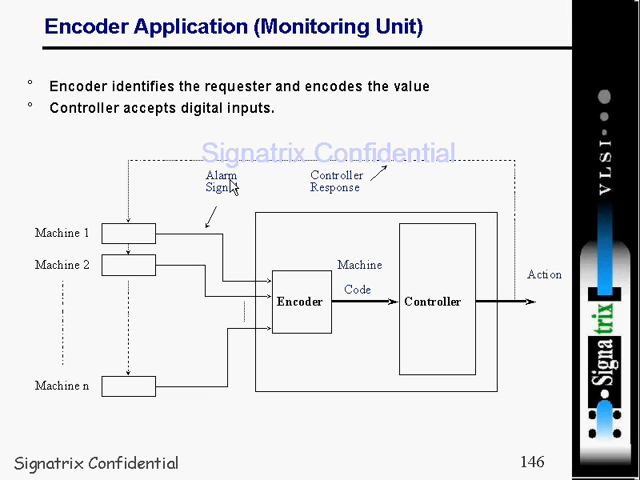 Encoder Application (Monitoring Unit)
° Encoder identifies the requester and encodes the value
° Controller accepts digital inputs.
Signatrix Confidential
Alarm
Signal
Controller
Response
Machine 1
Machine 2
Machine
Code
Encoder
Controller
Action
Machine n
Signatrix Confidential
146
VLSI
Signatrix